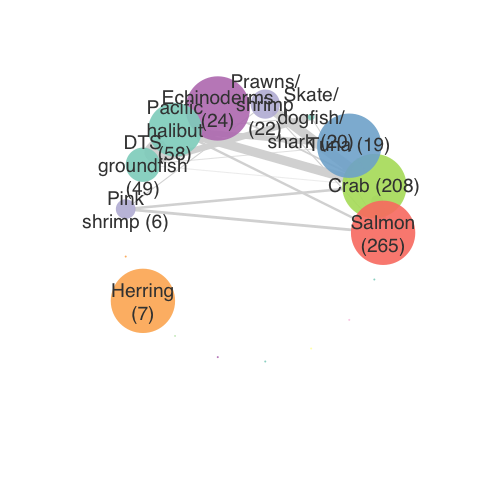 Prawns/
shrimp
(22)
Skate/
dogfish/
shark (20)
Echinoderms
(24)
Pacific
halibut
(58)
Tuna (19)
DTS
groundfish
(49)
Crab (208)
Pink
shrimp (6)
Salmon
(265)
Herring
(7)